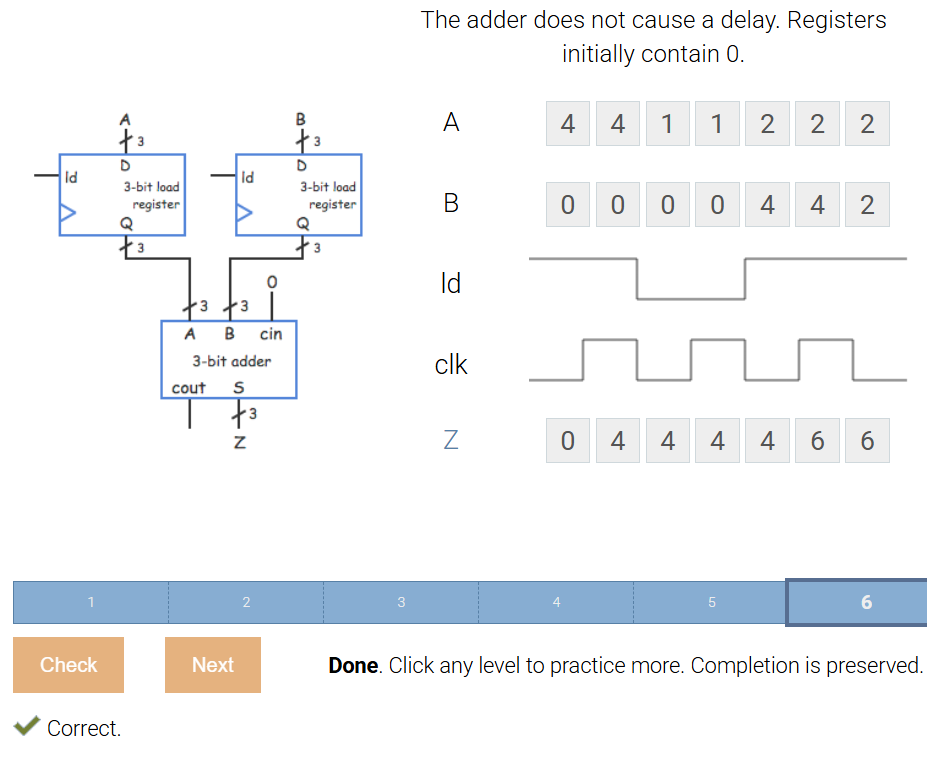 The adder does not cause a delay. Registers
initially contain 0.
A B
3 3
ld D ld D
3-bit load 3-bit load
register register
Q Q
3 3
0
3 3
A B cin
3-bit adder
cout S
3
Z
A 4 4 1 1 2 2 2
B 0 0 0 0 4 4 2
ld
clk
Z 0 4 4 4 4 6 6
1 2 3 4 5 6
Check Next Done. Click any level to practice more. Completion is preserved.
Correct.